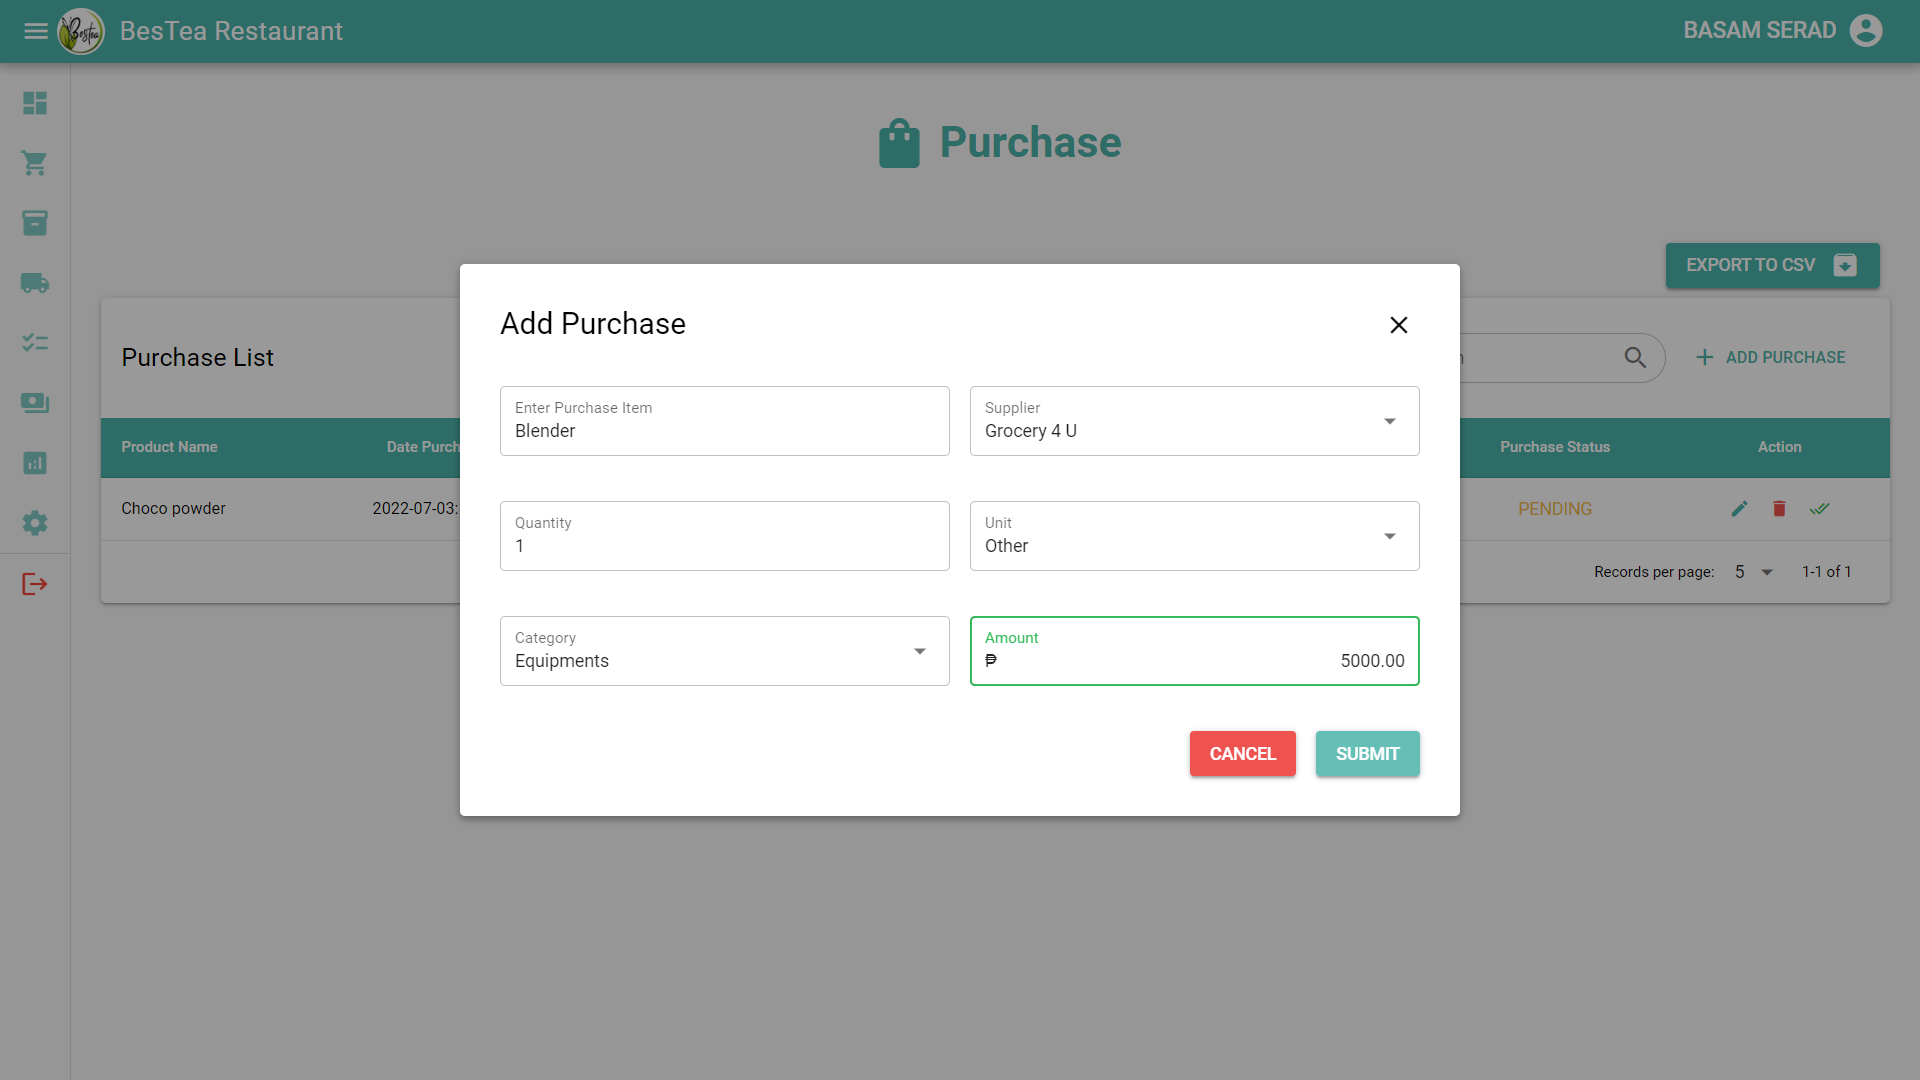 Bestea
BesTea Restaurant
BASAM SERAD
Purchase
EXPORT TO CSV
Add Purchase
Purchase List
ADD PURCHASE
Enter Purchase Item
Blender
Supplier
Grocery 4 U
Product Name
Date Purch
Purchase Status
Action
Choco powder
2022-07-03:
PENDING
Quantity
1
Unit
Other
Records per page:
5
1-1 of 1
Category
Equipments
Amount
₱
5000.00
CANCEL
SUBMIT